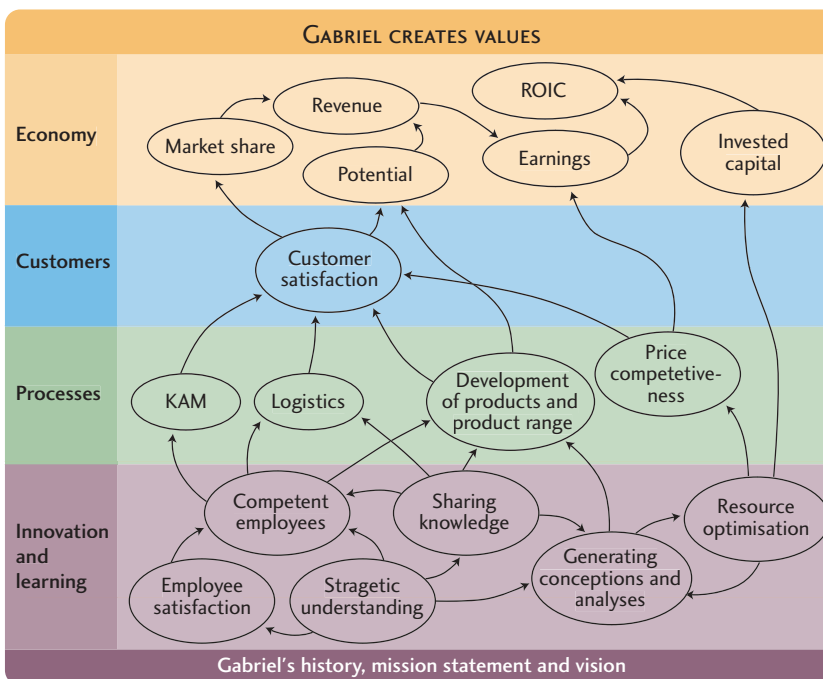 GABRIEL CREATES VALUES
Economy
Market share
Revenue
Potential
ROIC
Earnings
Invested
capital
Customers
Customer
satisfaction
Processes
KAM
Logistics
Development
of products and
product range
Price
competetive-
ness
Innovation
and
learning
Competent
employees
Sharing
knowledge
Resource
optimisation
Employee
satisfaction
Stragetic
understanding
Generating
conceptions and
analyses
Gabriel's history, mission statement and vision